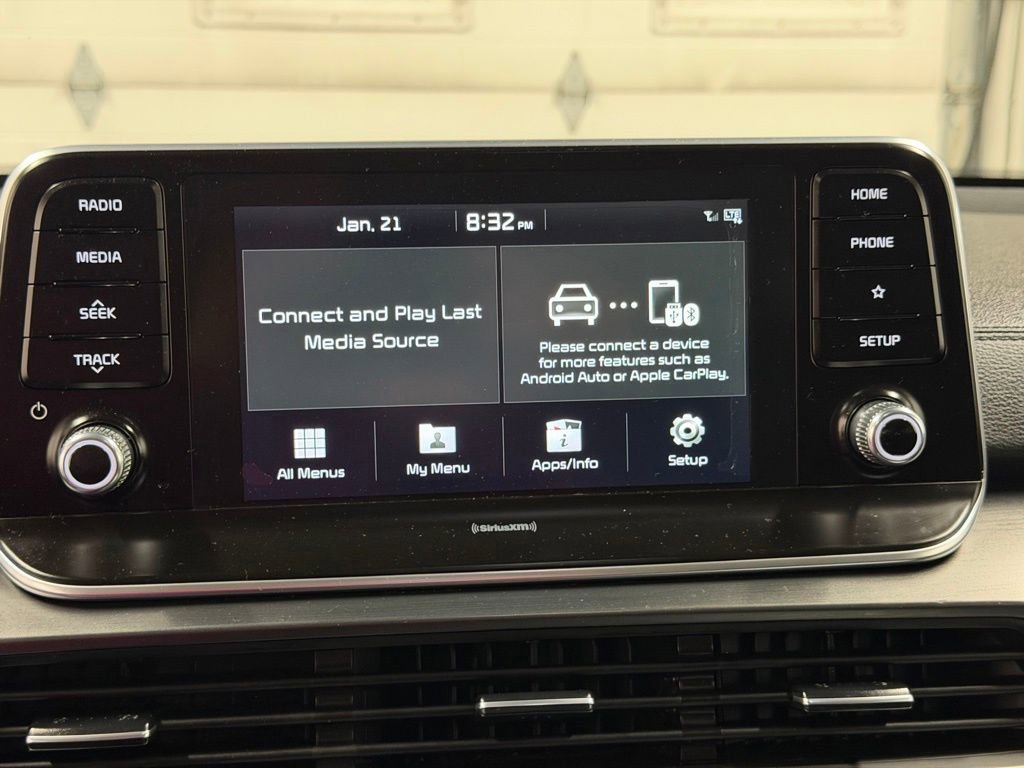 RADIO
MEDIA
SEEK
TRACK
Jan. 21
8:32 PM
LTE
Connect and Play Last
Media Source
Please connect a device
for more features such as
Android Auto or Apple CarPlay.
All Menus
My Menu
Apps/Info
Setup
HOME
PHONE
SETUP
((SiriusXM))